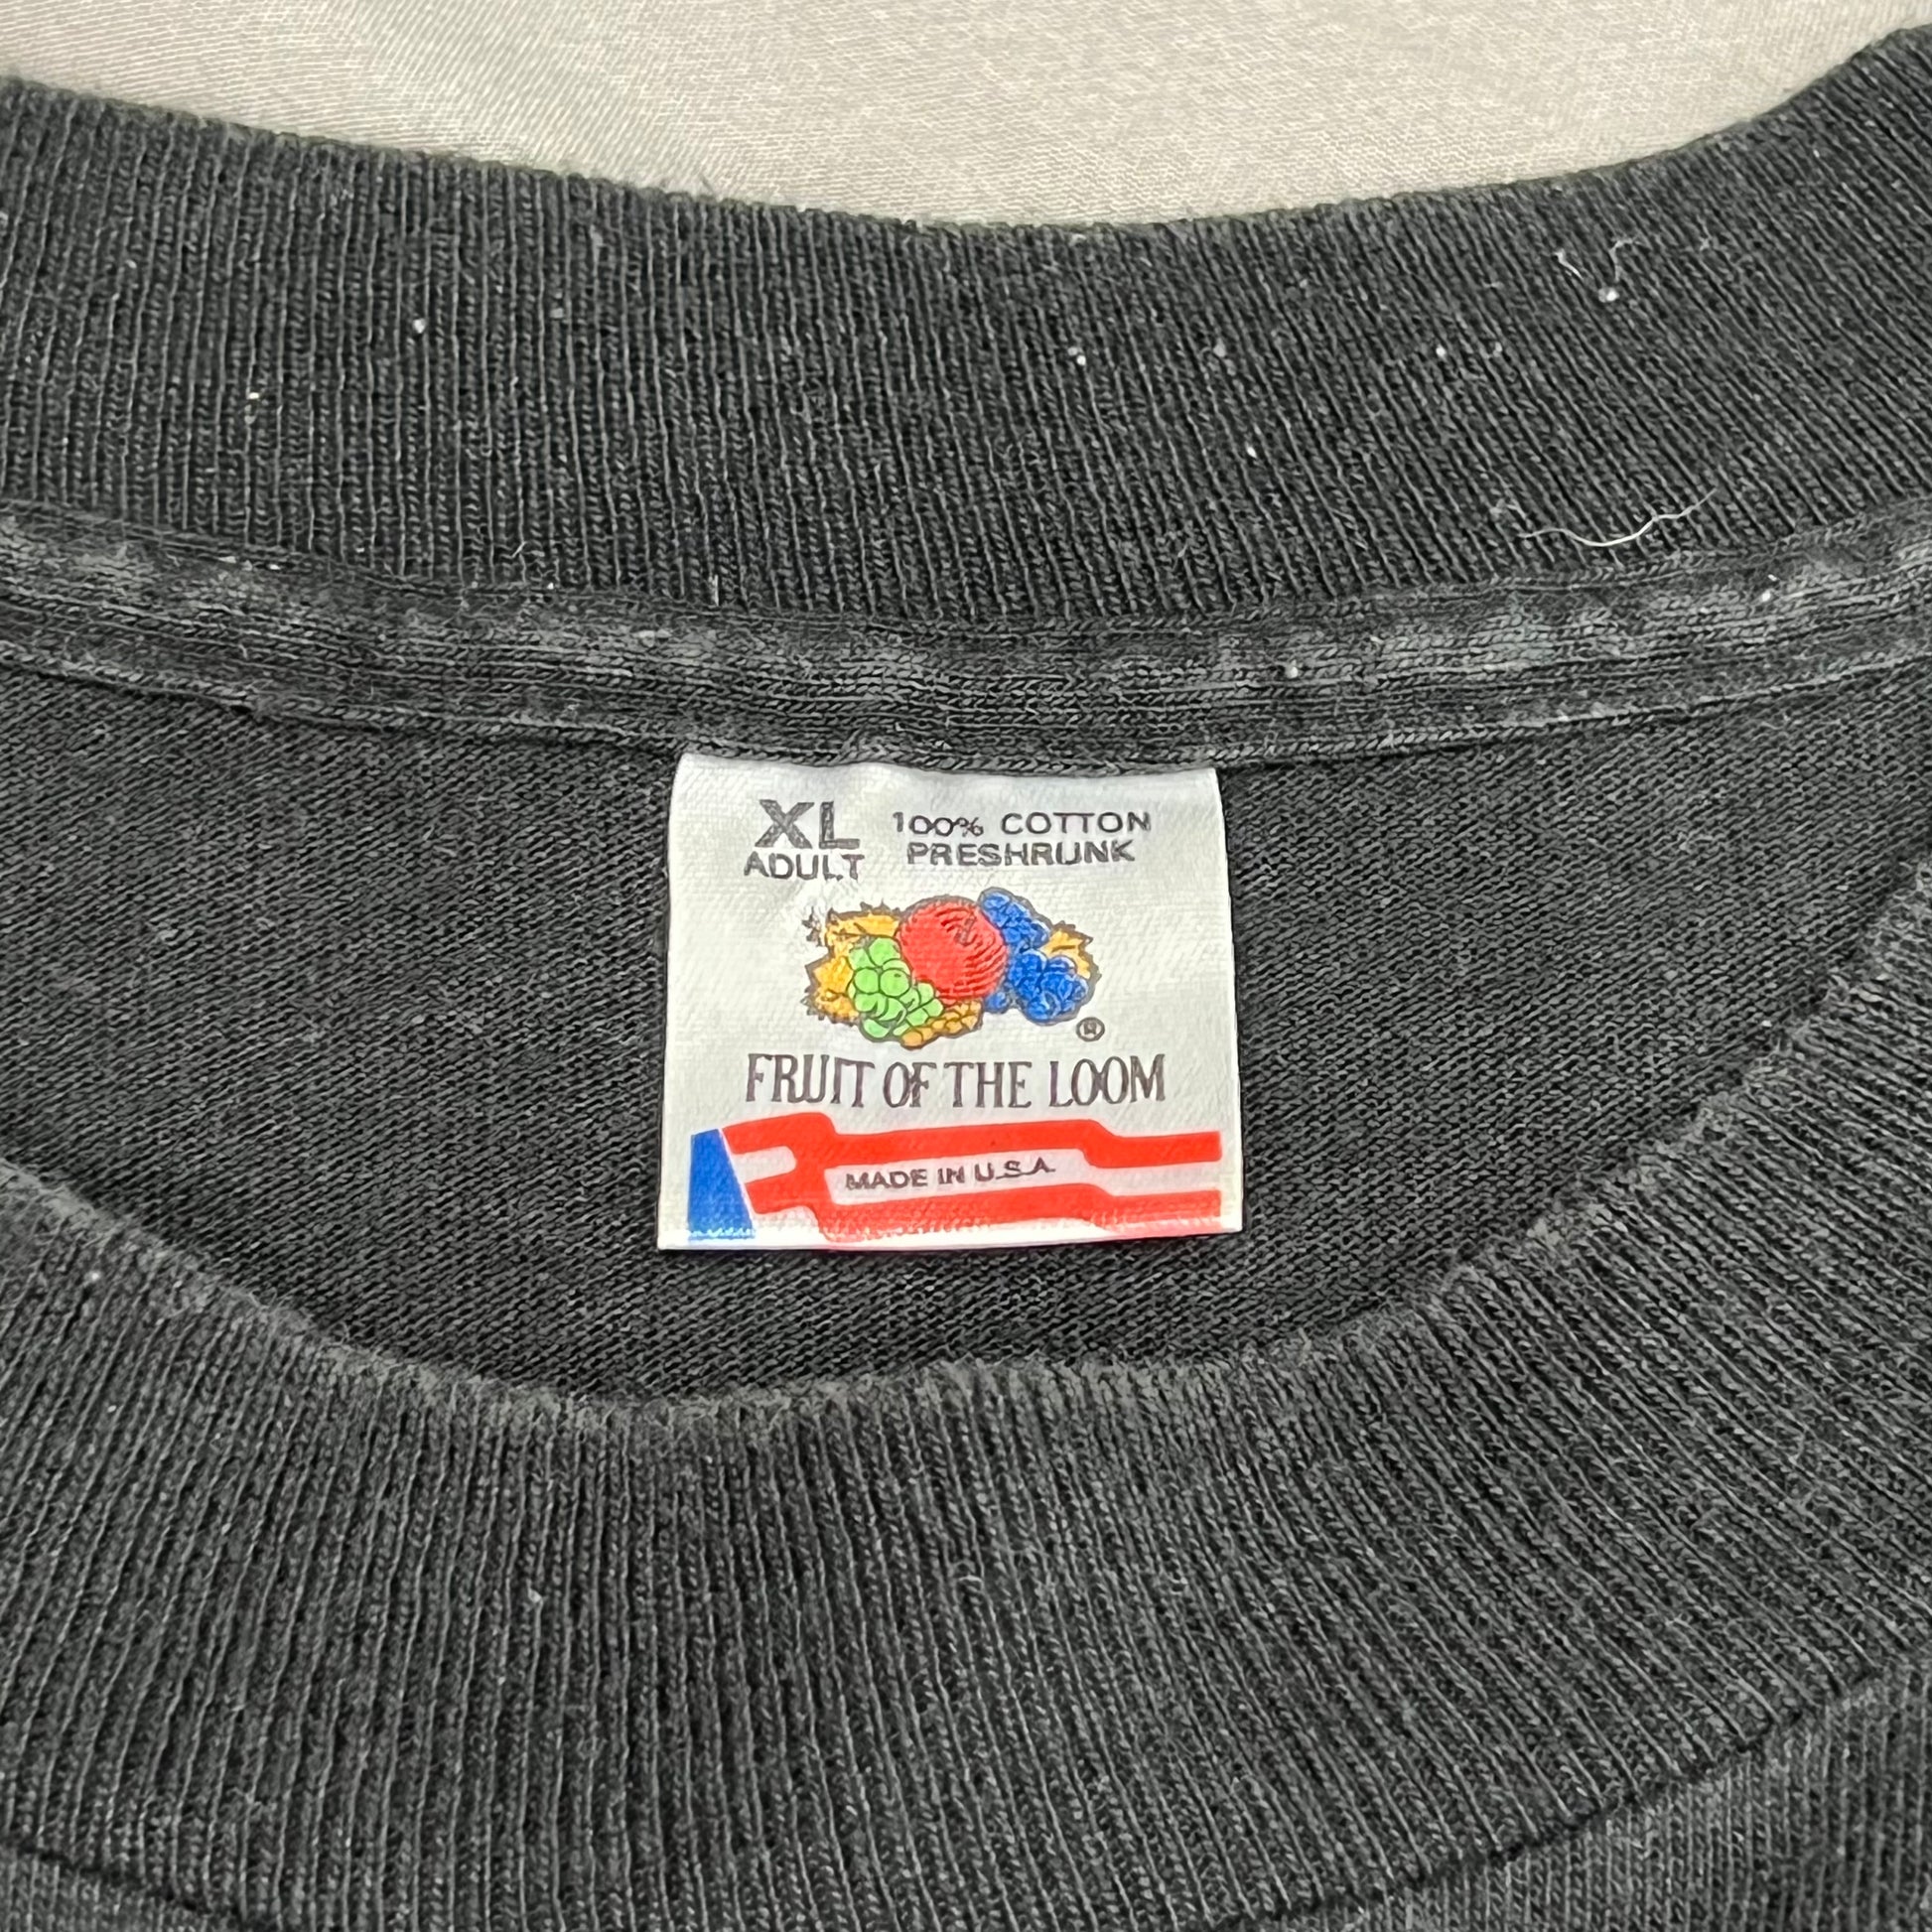 XL
ADULT
100% COTTON
PRESHRUNK
®
FRUIT OF THE LOOM
MADE IN U.S.A.